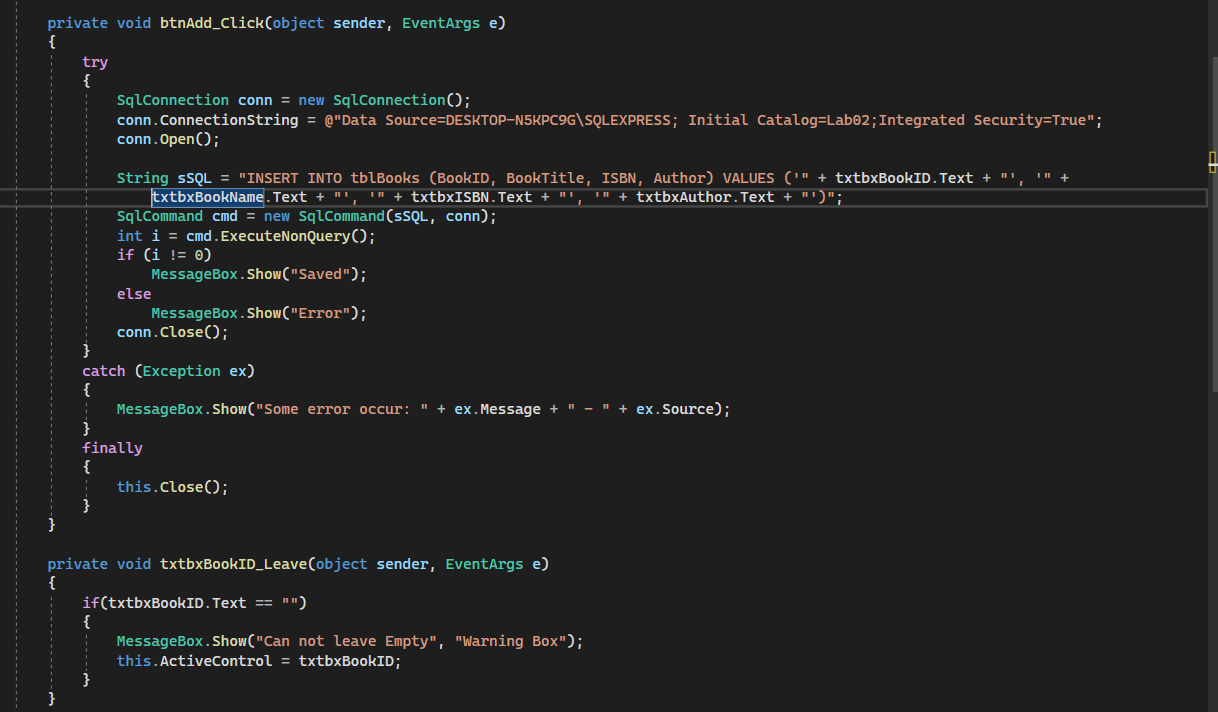 private void btnAdd_Click(object sender, EventArgs e)
{
try
{
SqlConnection conn = new SqlConnection();
conn.ConnectionString = @"Data Source=DESKTOP-N5KPC9G\SQLEXPRESS; Initial Catalog=Lab02;Integrated Security=True";
conn.Open();
String sSQL = "INSERT INTO tblBooks (BookID, BookTitle, ISBN, Author) VALUES ('" + txtbxBookID.Text + "', '" +
txtbxBookName.Text + "', '" + txtbxISBN.Text + "', '" + txtbxAuthor.Text + "')";
SqlCommand cmd = new SqlCommand(sSQL, conn);
int i = cmd.ExecuteNonQuery();
if (i != 0)
MessageBox.Show("Saved");
else
MessageBox.Show("Error");
conn.Close();
}
catch (Exception ex)
{
MessageBox.Show("Some error occur: " + ex.Message + " - " + ex.Source);
}
finally
{
this.Close();
}
}
private void txtbxBookID_Leave(object sender, EventArgs e)
{
if(txtbxBookID.Text == "")
{
MessageBox.Show("Can not leave Empty", "Warning Box");
this.ActiveControl = txtbxBookID;
}
}